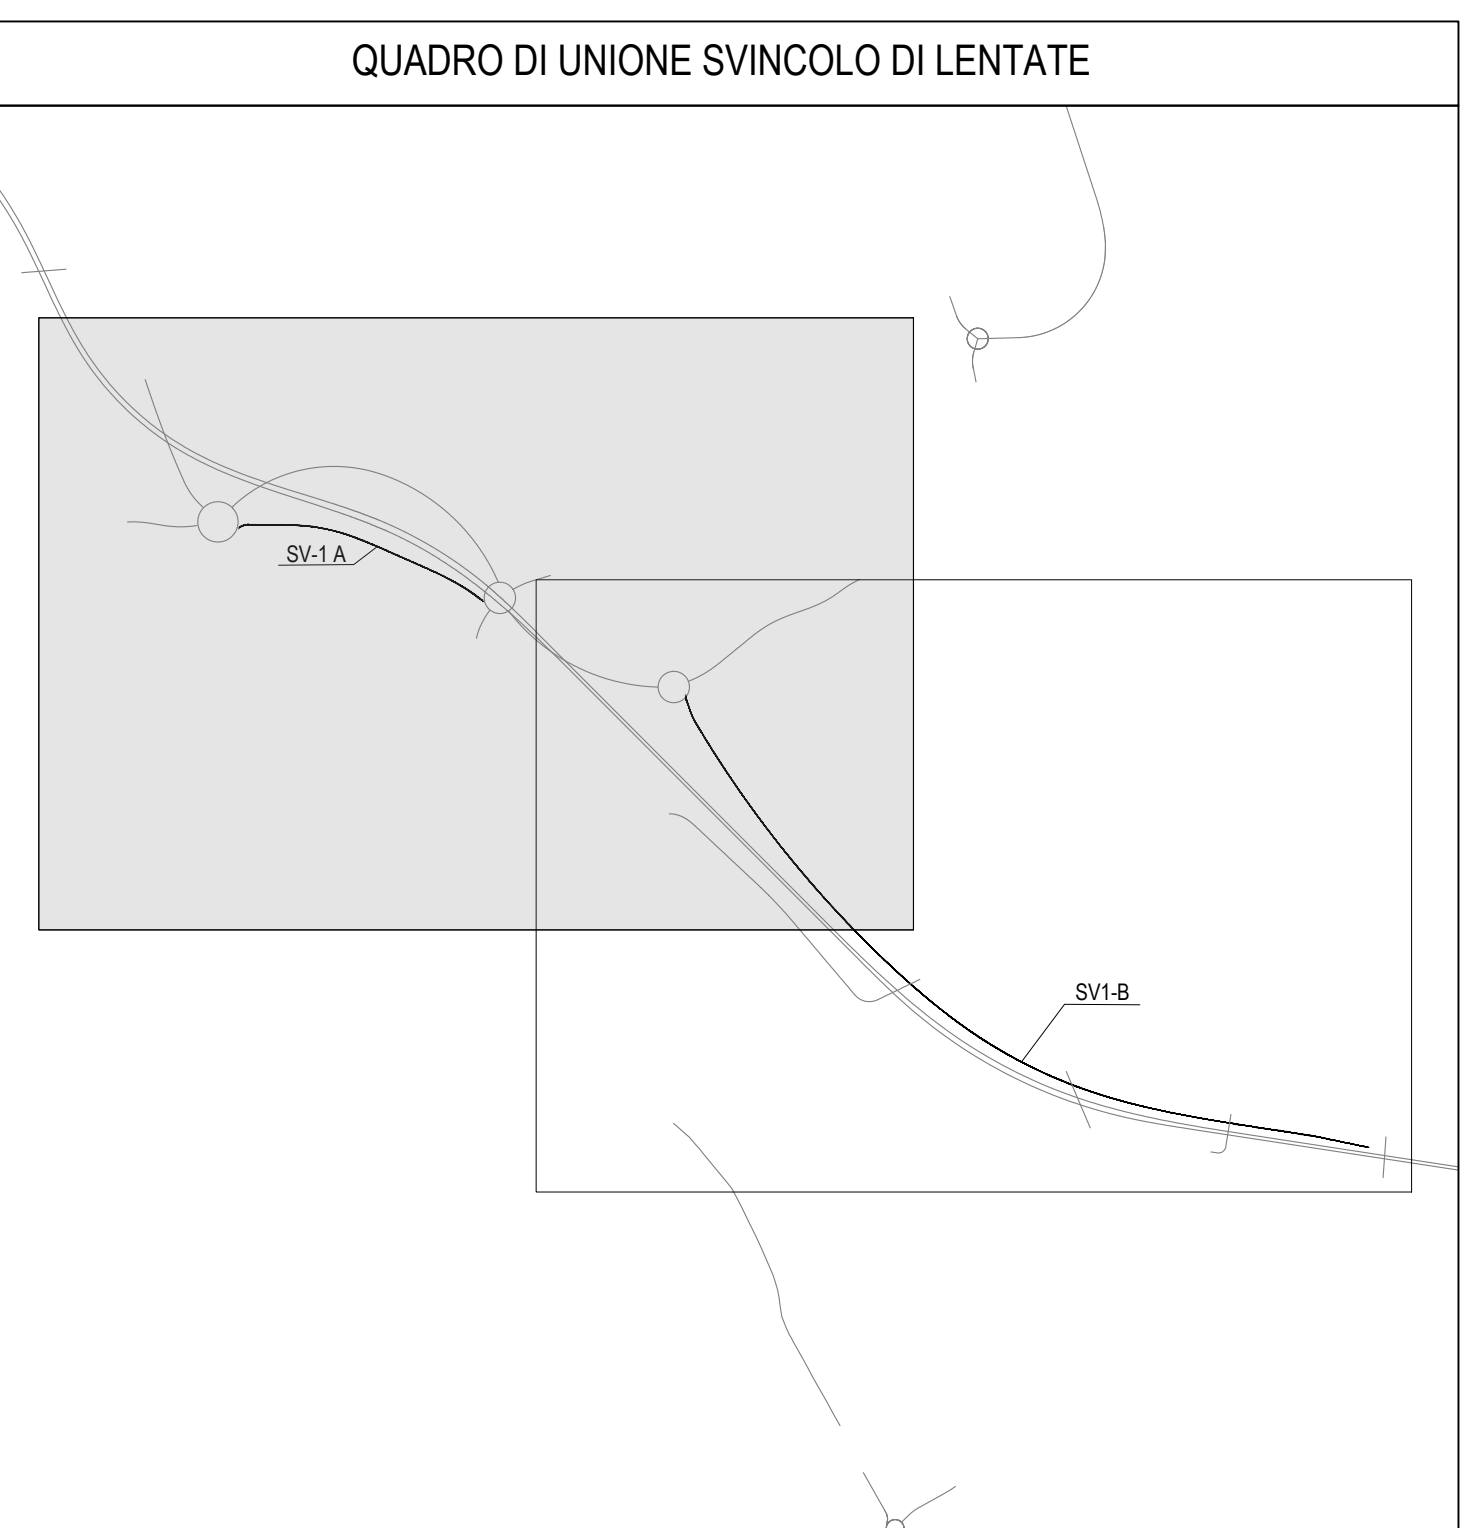 QUADRO DI UNIONE SVINCOLO DI LENTATE
SV-1 A
SV1-B